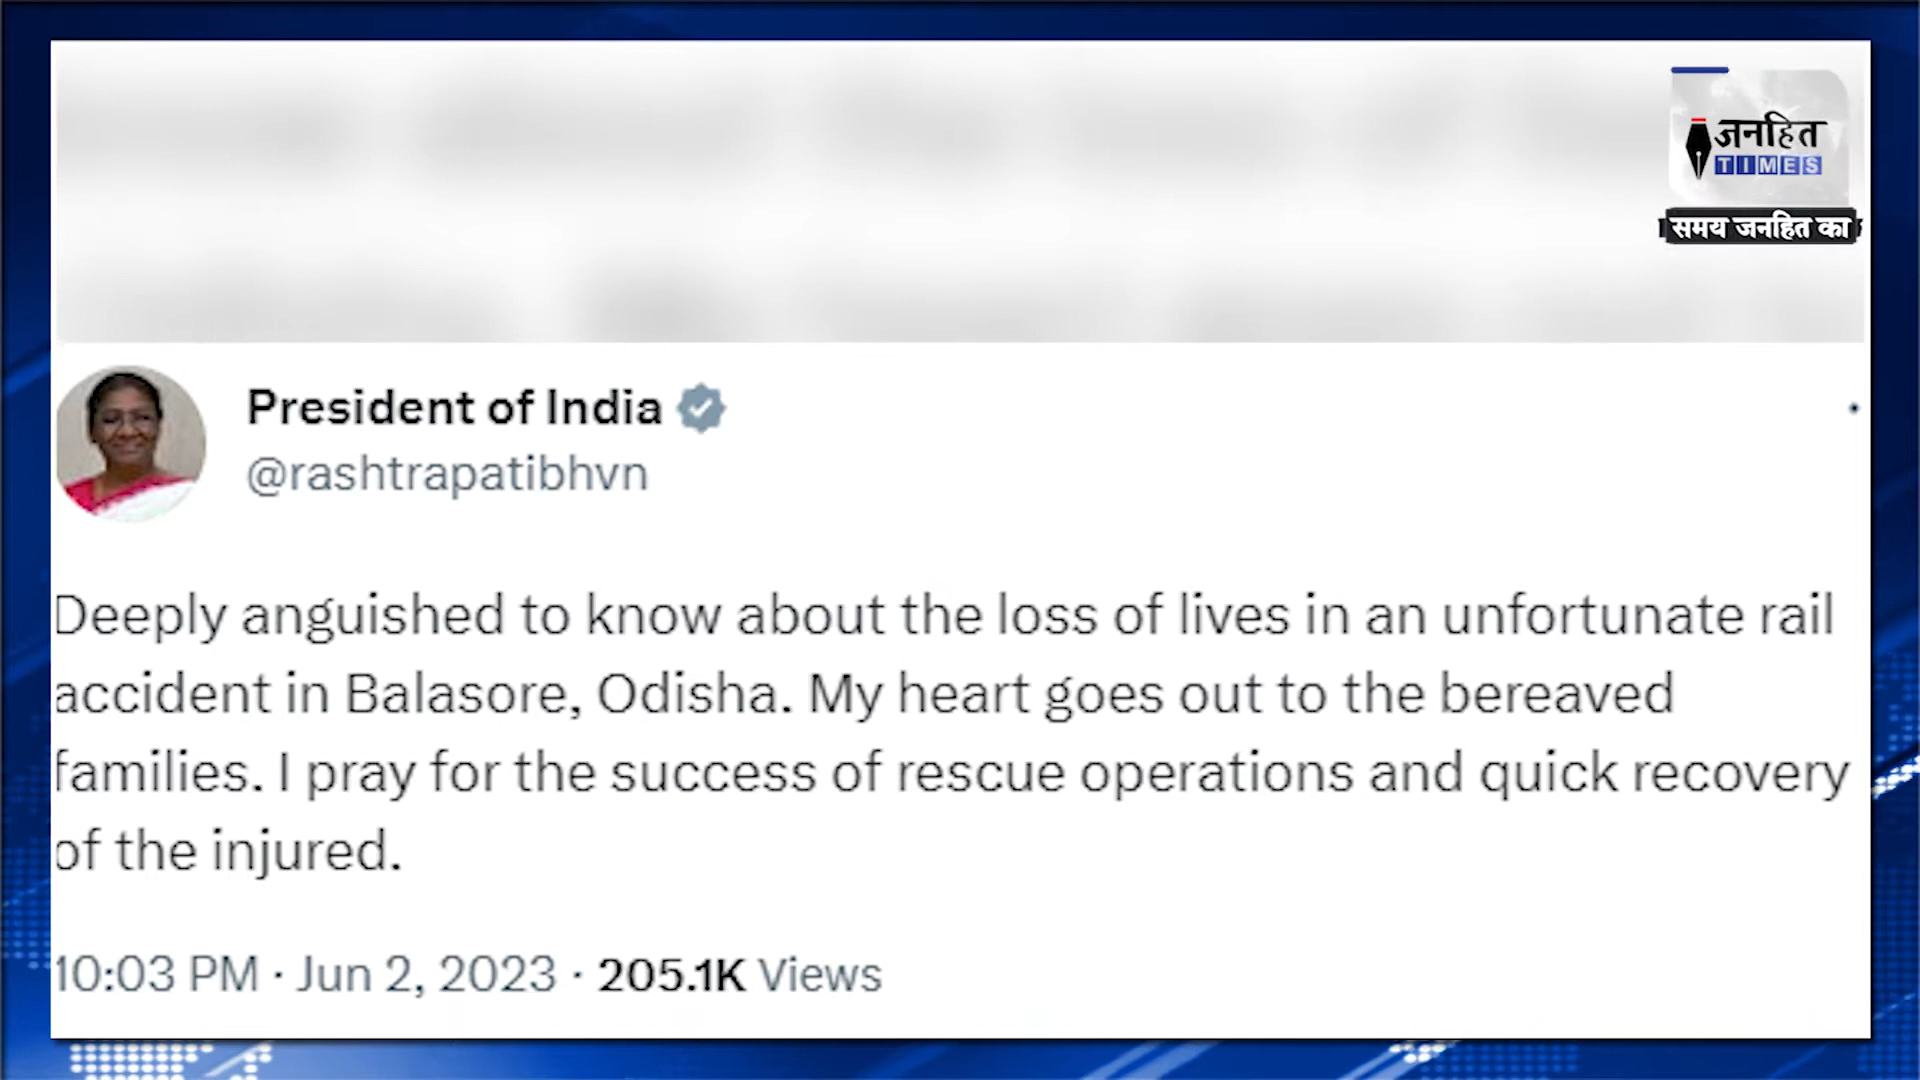 जनहित
TIMES
समय जनहित का
President of India
@rashtrapatibhvn
Deeply anguished to know about the loss of lives in an unfortunate rail
accident in Balasore, Odisha. My heart goes out to the bereaved
families. I pray for the success of rescue operations and quick recovery
of the injured.
10:03 PM · Jun 2, 2023 · 205.1K Views